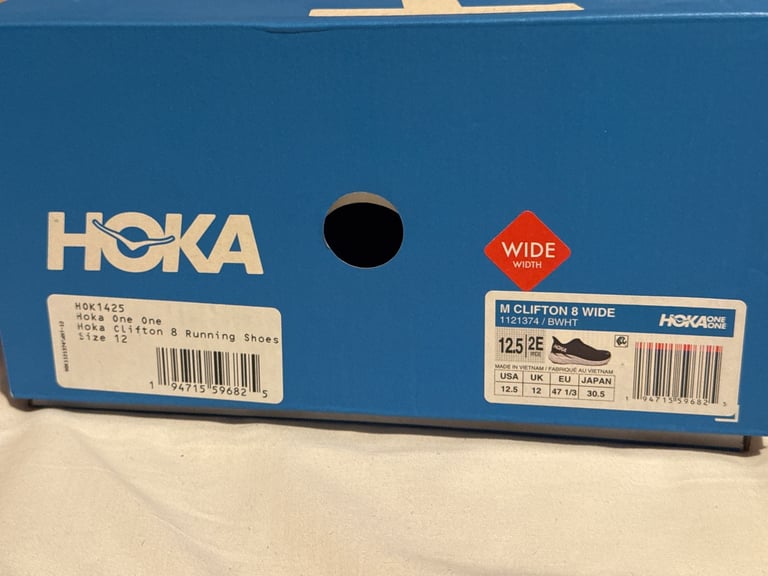 HOKA
HOK1425
Hoka One One
Hoka Clifton 8 Running Shoes
Size 12
1 94715 59682 5
WIDE
WIDTH
M CLIFTON 8 WIDE
1121374 / BWHT
HOKA ONE ONE
12.5 2E WIDE
MADE IN VIETNAM / FABRIQUÉ AU VIETNAM
USA UK EU JAPAN
12.5 12 47 1/3 30.5
1 94715 59682 5